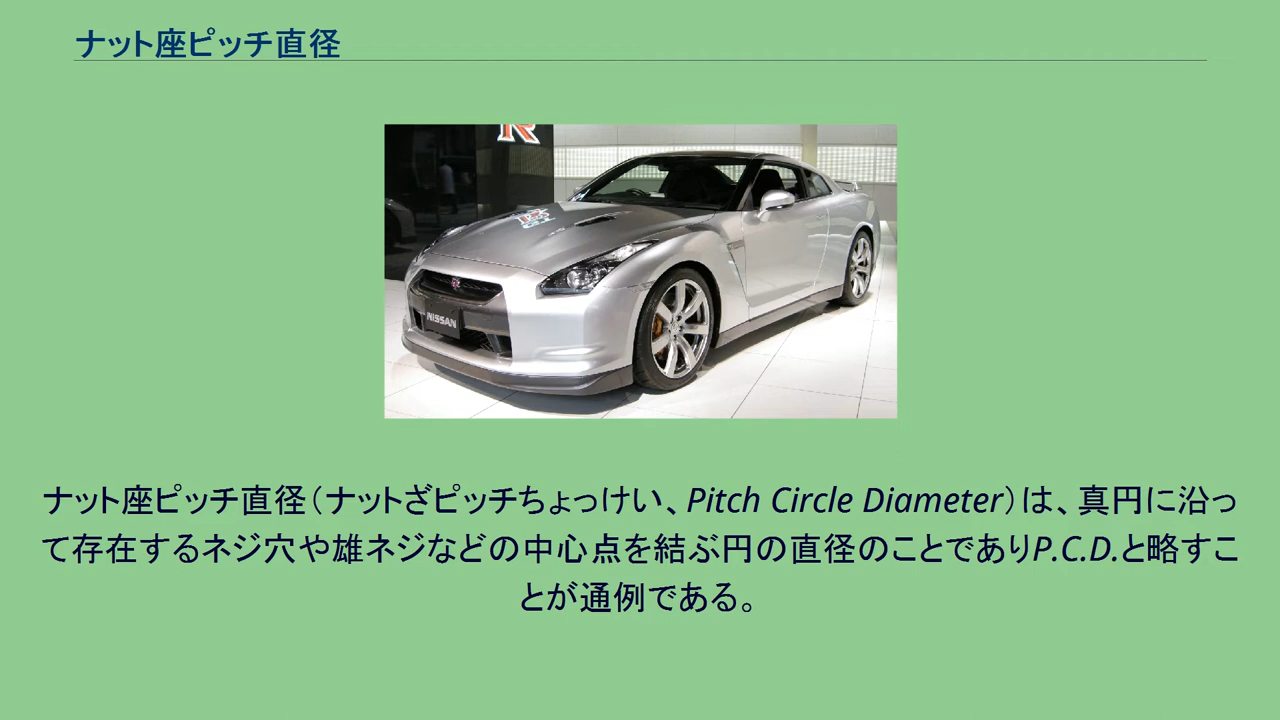 ナット座ピッチ直径
R
NISSAN
ナット座ピッチ直径（ナットざピッチちょっけい、Pitch Circle Diameter）は、真円に沿っ
て存在するネジ穴や雄ネジなどの中心点を結ぶ円の直径のことでありP.C.D.と略すこ
とが通例である。